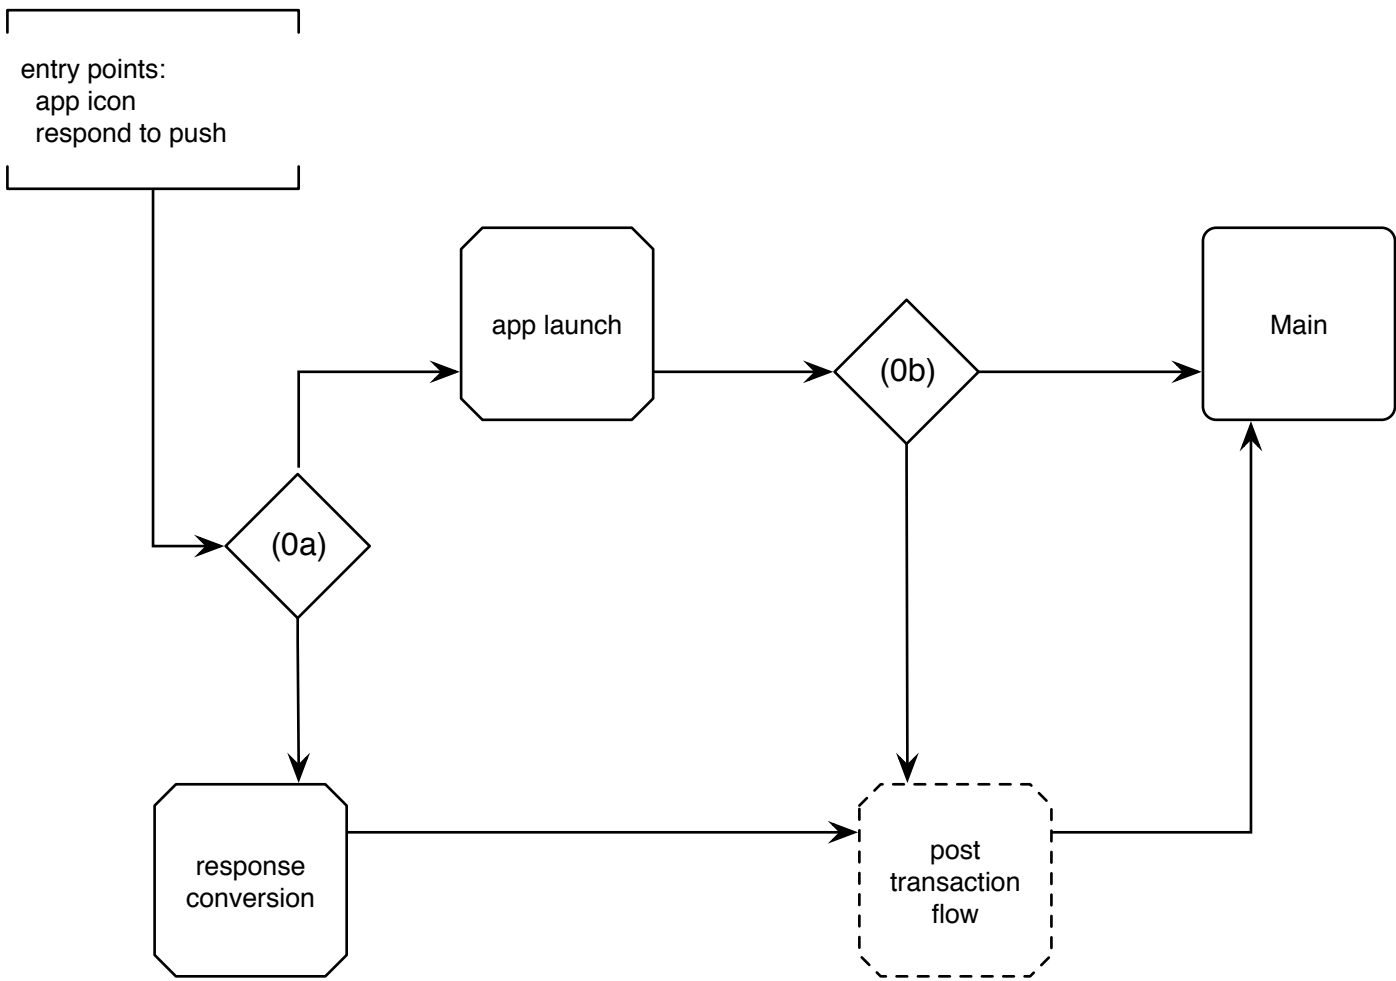 entry points:
app icon
respond to push
app launch
(0b)
Main
(0a)
response
conversion
post
transaction
flow